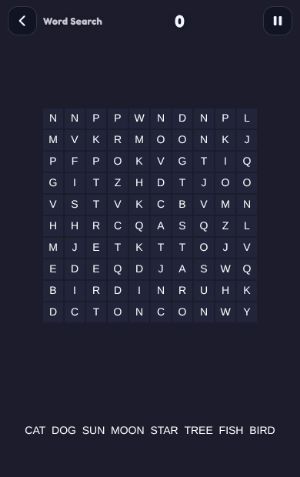 Word Search 0
N N P P W N D N P L
M V K R M O O N K J
P F P O K V G T I Q
G I T Z H D T J O O
V S T V K C B V M N
H H R C Q A S Q Z L
M J E T K T T O J V
E D E Q D J A S W Q
B I R D I N R U H K
D C T O N C O N W Y
CAT DOG SUN MOON STAR TREE FISH BIRD